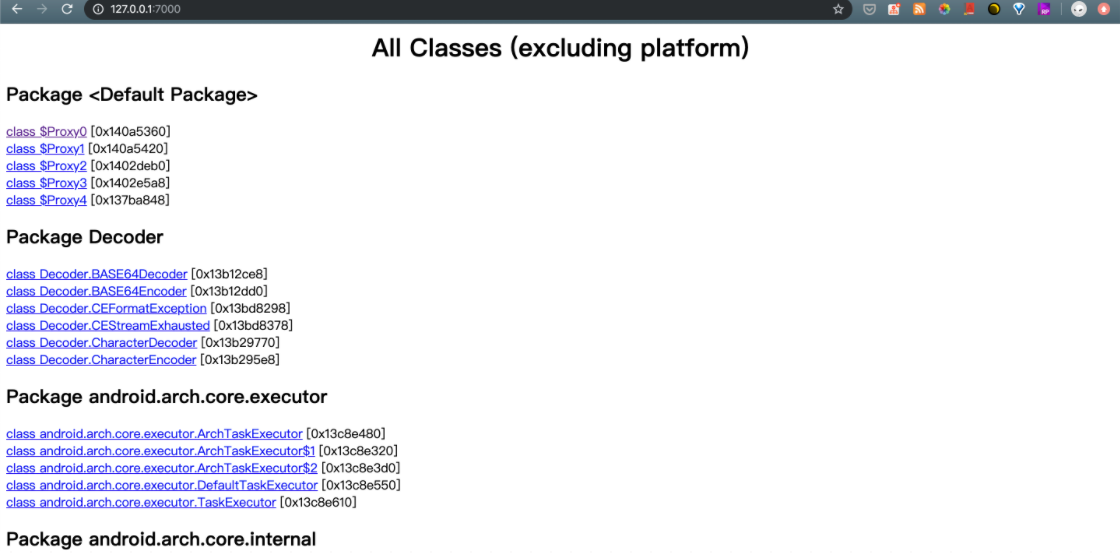 127.0.0.1:7000
RP
All Classes (excluding platform)
Package <Default Package>
class $Proxy0 [0x140a5360]
class $Proxy1 [0x140a5420]
class $Proxy2 [0x1402deb0]
class $Proxy3 [0x1402e5a8]
class $Proxy4 [0x137ba848]
Package Decoder
class Decoder.BASE64Decoder [0x13b12ce8]
class Decoder.BASE64Encoder [0x13b12dd0]
class Decoder.CEFormatException [0x13bd8298]
class Decoder.CEStreamExhausted [0x13bd8378]
class Decoder.CharacterDecoder [0x13b29770]
class Decoder.CharacterEncoder [0x13b295e8]
Package android.arch.core.executor
class android.arch.core.executor.ArchTaskExecutor [0x13c8e480]
class android.arch.core.executor.ArchTaskExecutor$1 [0x13c8e320]
class android.arch.core.executor.ArchTaskExecutor$2 [0x13c8e3d0]
class android.arch.core.executor.DefaultTaskExecutor [0x13c8e550]
class android.arch.core.executor.TaskExecutor [0x13c8e610]
Package android.arch.core.internal